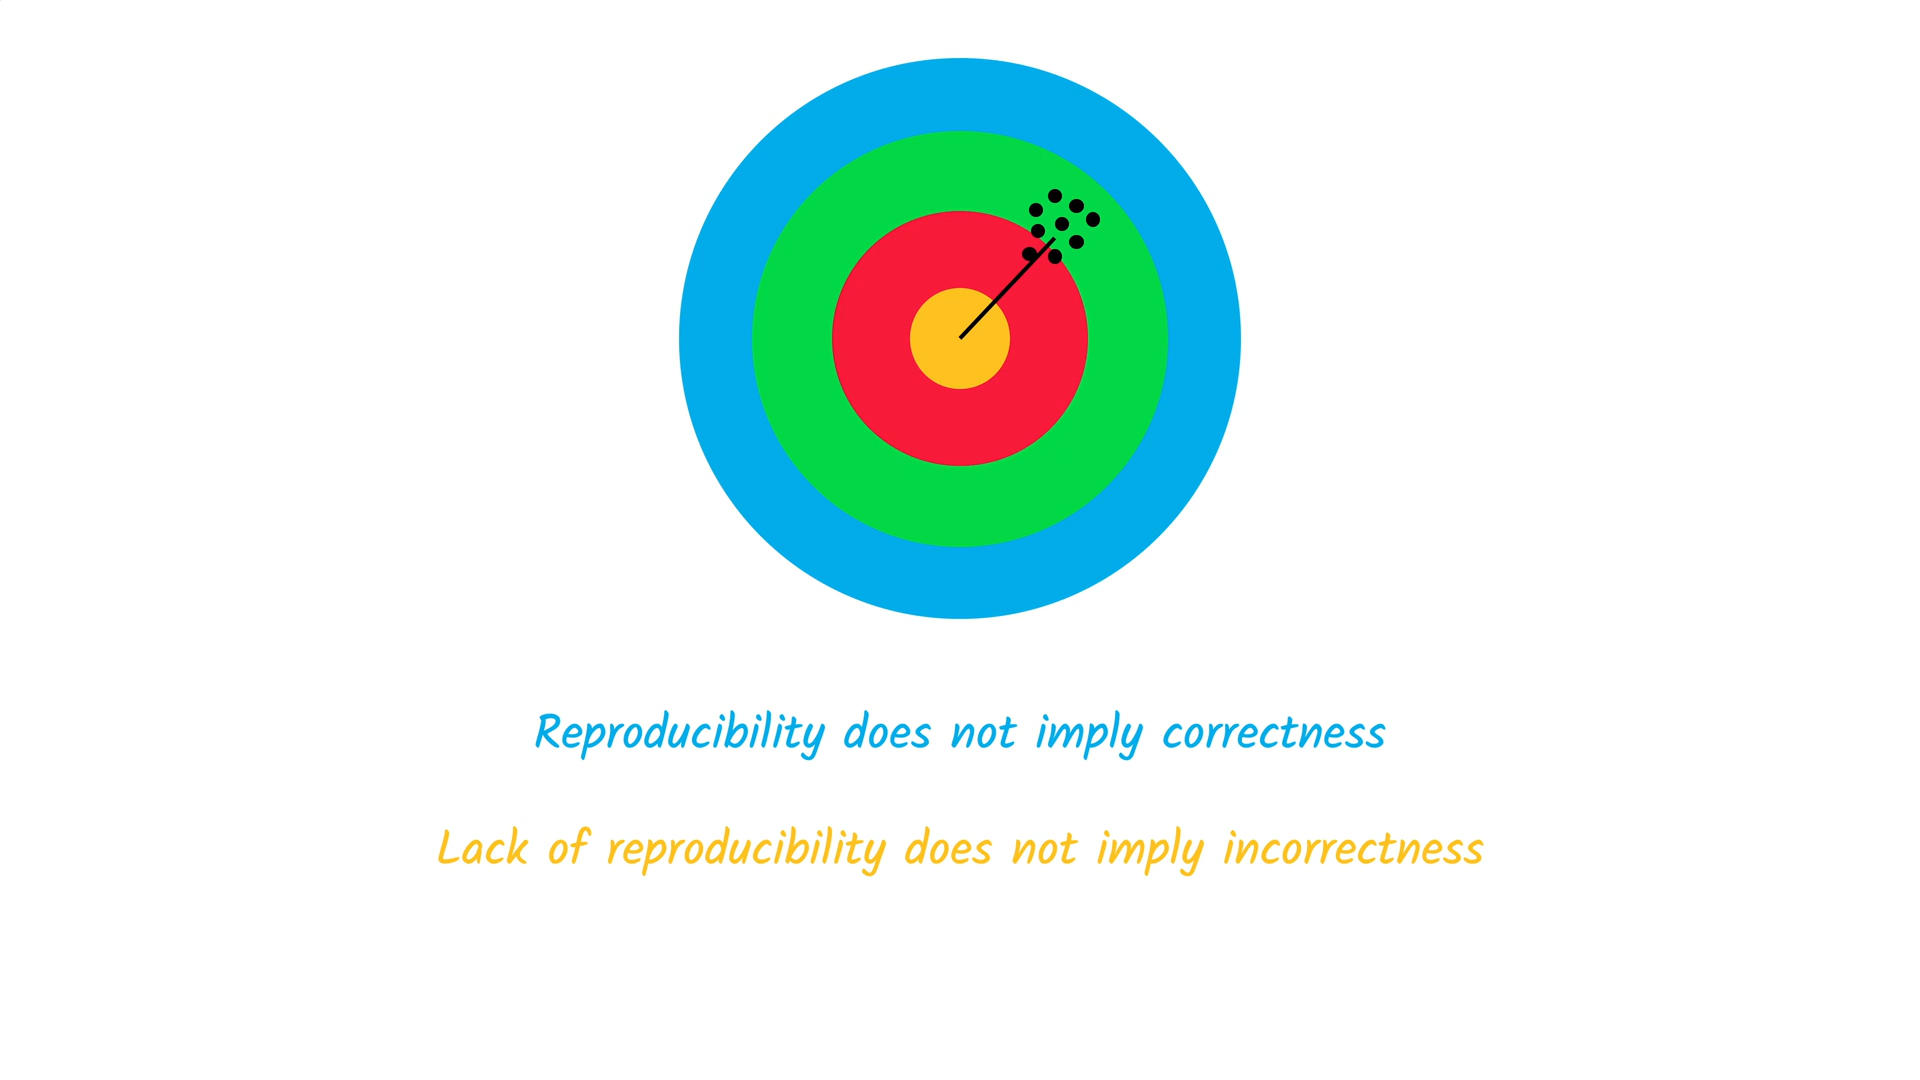 Reproducibility does not imply correctness
Lack of reproducibility does not imply incorrectness